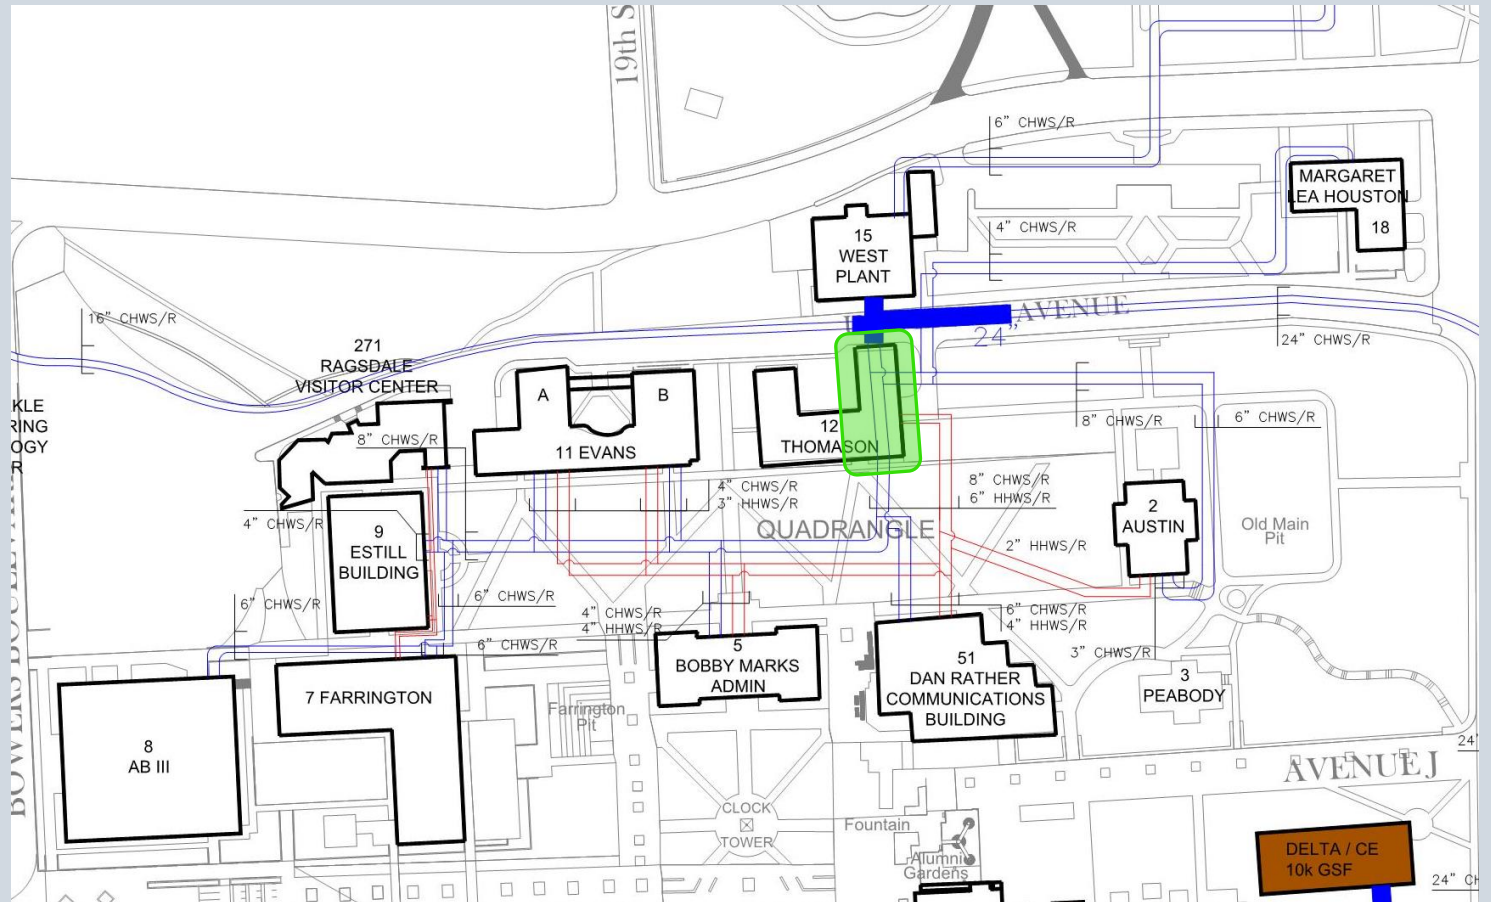 19th S
6" CHWS/R
MARGARET
LEA HOUSTON
18
15
WEST
PLANT
4" CHWS/R
AVENUE
24"
24" CHWS/R
16" CHWS/R
271
RAGSDALE
VISITOR CENTER
KLE
RING
OGY
R
A
B
8" CHWS/R
11 EVANS
12
THOMASON
8" CHWS/R
6" CHWS/R
4" CHWS/R
3" HHWS/R
8" CHWS/R
6" HHWS/R
QUADRANGLE
2" HHWS/R
2
AUSTIN
Old Main
Pit
4" CHWS/R
9
ESTILL
BUILDING
6" CHWS/R
6" CHWS/R
4" CHWS/R
4" HHWS/R
6" CHWS/R
4" HHWS/R
6" CHWS/R
3" CHWS/R
5
BOBBY MARKS
ADMIN
51
DAN RATHER
COMMUNICATIONS
BUILDING
3
PEABODY
7 FARRINGTON
Farrington
Pit
8
AB III
BOWERS BOULEVARD
24"
AVENUE J
CLOCK
TOWER
Fountain
Alumni
Gardens
DELTA / CE
10k GSF
24" CH